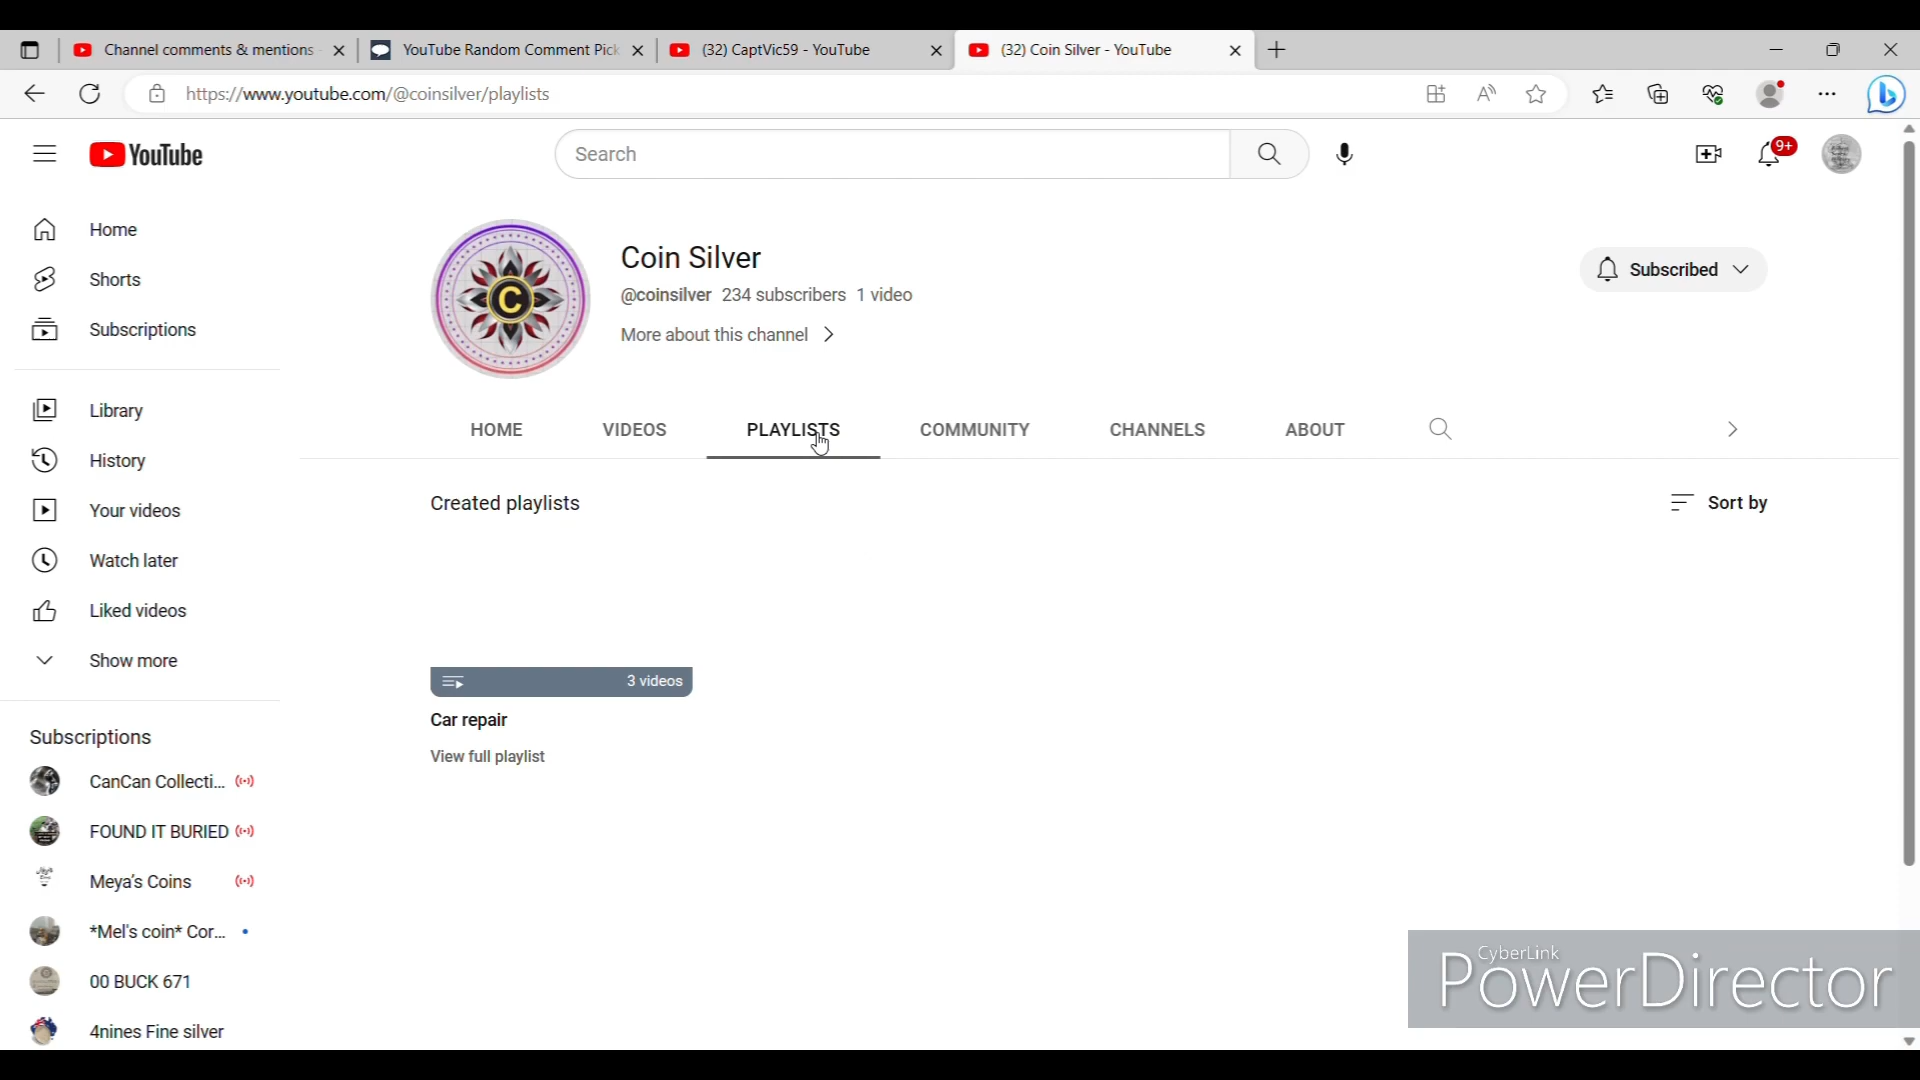 Channel comments & mentions
YouTube Random Comment Pick
(32) CaptVic59 - YouTube
(32) Coin Silver - YouTube
https://www.youtube.com/@coinsilver/playlists
YouTube
Search
9+
Home
Shorts
Subscriptions
Library
History
Your videos
Watch later
Liked videos
Show more
Subscriptions
CanCan Collecti...
FOUND IT BURIED
Meya's Coins
*Mel's coin* Cor...
00 BUCK 671
4nines Fine silver
C
Coin Silver
@coinsilver 234 subscribers 1 video
More about this channel
Subscribed
HOME VIDEOS PLAYLISTS COMMUNITY CHANNELS ABOUT
Created playlists
Sort by
3 videos
Car repair
View full playlist
CyberLink
PowerDirector